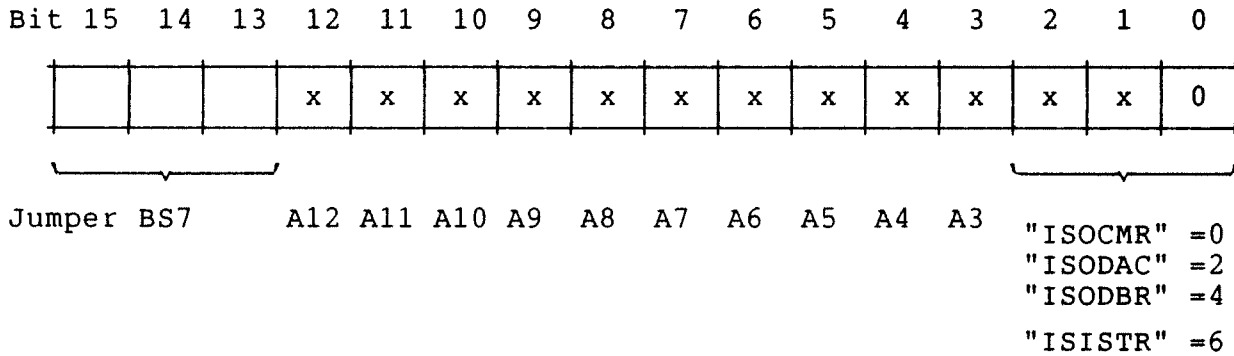 Bit 15 14 13 12 11 10 9 8 7 6 5 4 3 2 1 0
x x x x x x x x x x x x 0
Jumper BS7 A12 A11 A10 A9 A8 A7 A6 A5 A4 A3
"ISOCMR" =0
"ISODAC" =2
"ISODBR" =4
"ISISTR" =6